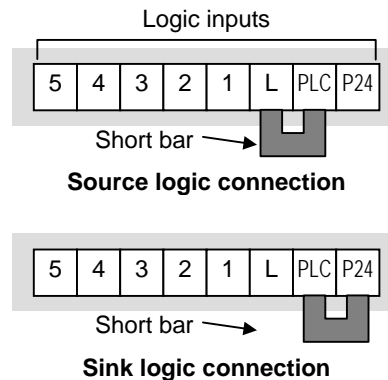 Logic inputs
5 4 3 2 1 L PLC P24
Short bar
Source logic connection
5 4 3 2 1 L PLC P24
Short bar
Sink logic connection